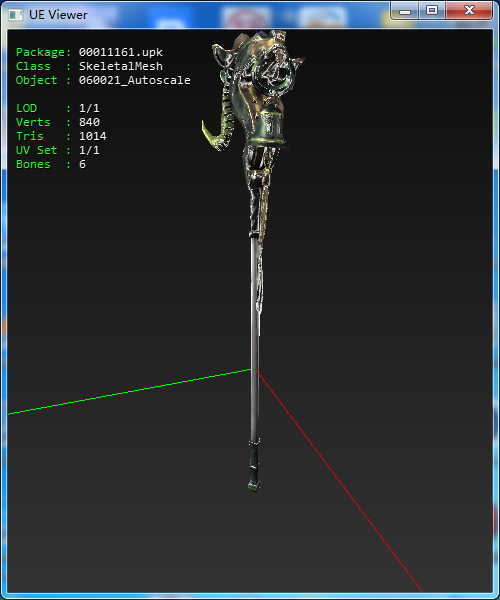 UE Viewer
Package: 00011161.upk
Class : SkeletalMesh
Object : 060021_Autoscale
LOD : 1/1
Verts : 840
Tris : 1014
UV Set : 1/1
Bones : 6